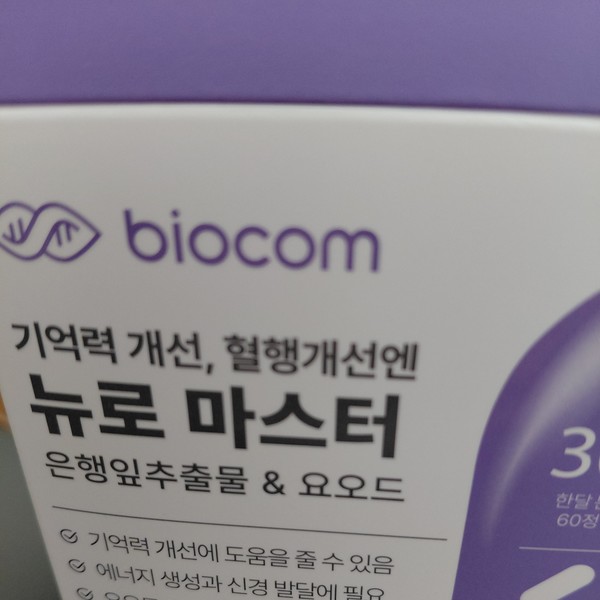 biocom
기억력 개선, 혈행개선엔
뉴로 마스터
은행잎추출물 & 요오드
기억력 개선에 도움을 줄 수 있음
에너지 생성과 신경 발달에 필요
한달
60정